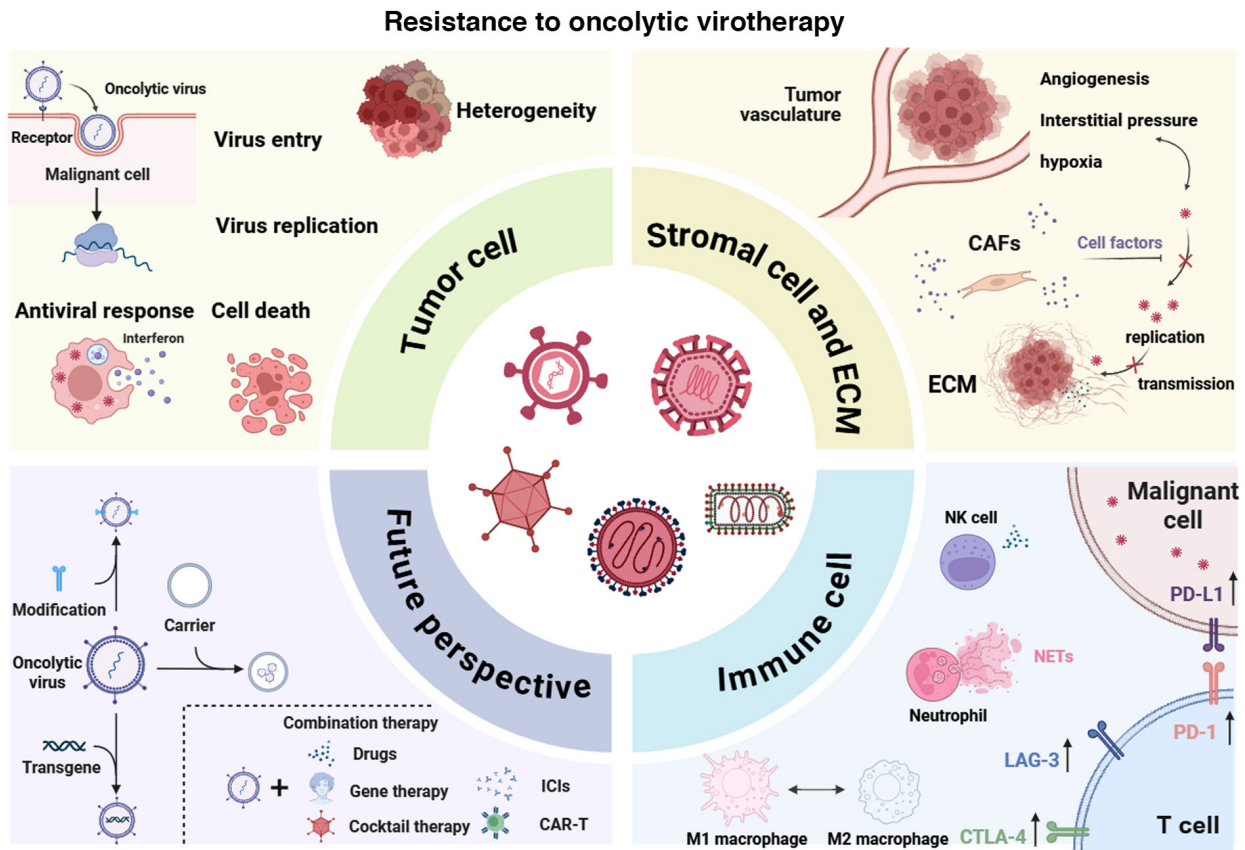 Resistance to oncolytic virotherapy
Oncolytic virus
Receptor
Malignant cell
Virus entry
Heterogeneity
Virus replication
Antiviral response
Interferon
Cell death
Tumor cell
Tumor
vasculature
Angiogenesis
Interstitial pressure
hypoxia
CAFs
Cell factors
replication
ECM
transmission
Stromal cell and ECM
Modification
Carrier
Oncolytic
virus
Transgene
Combination therapy
+
Drugs
Gene therapy
Cocktail therapy
ICIs
CAR-T
Future perspective
Immune cell
NK cell
Malignant
cell
PD-L1
NETs
Neutrophil
PD-1
LAG-3
M1 macrophage
M2 macrophage
CTLA-4
T cell